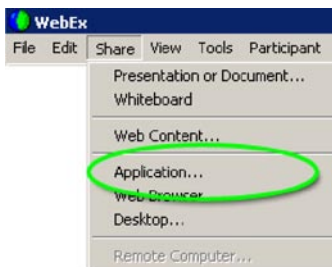 WebEx
File Edit Share View Tools Participant
Presentation or Document...
Whiteboard
Web Content...
Application...
Web Browser
Desktop...
Remote Computer...